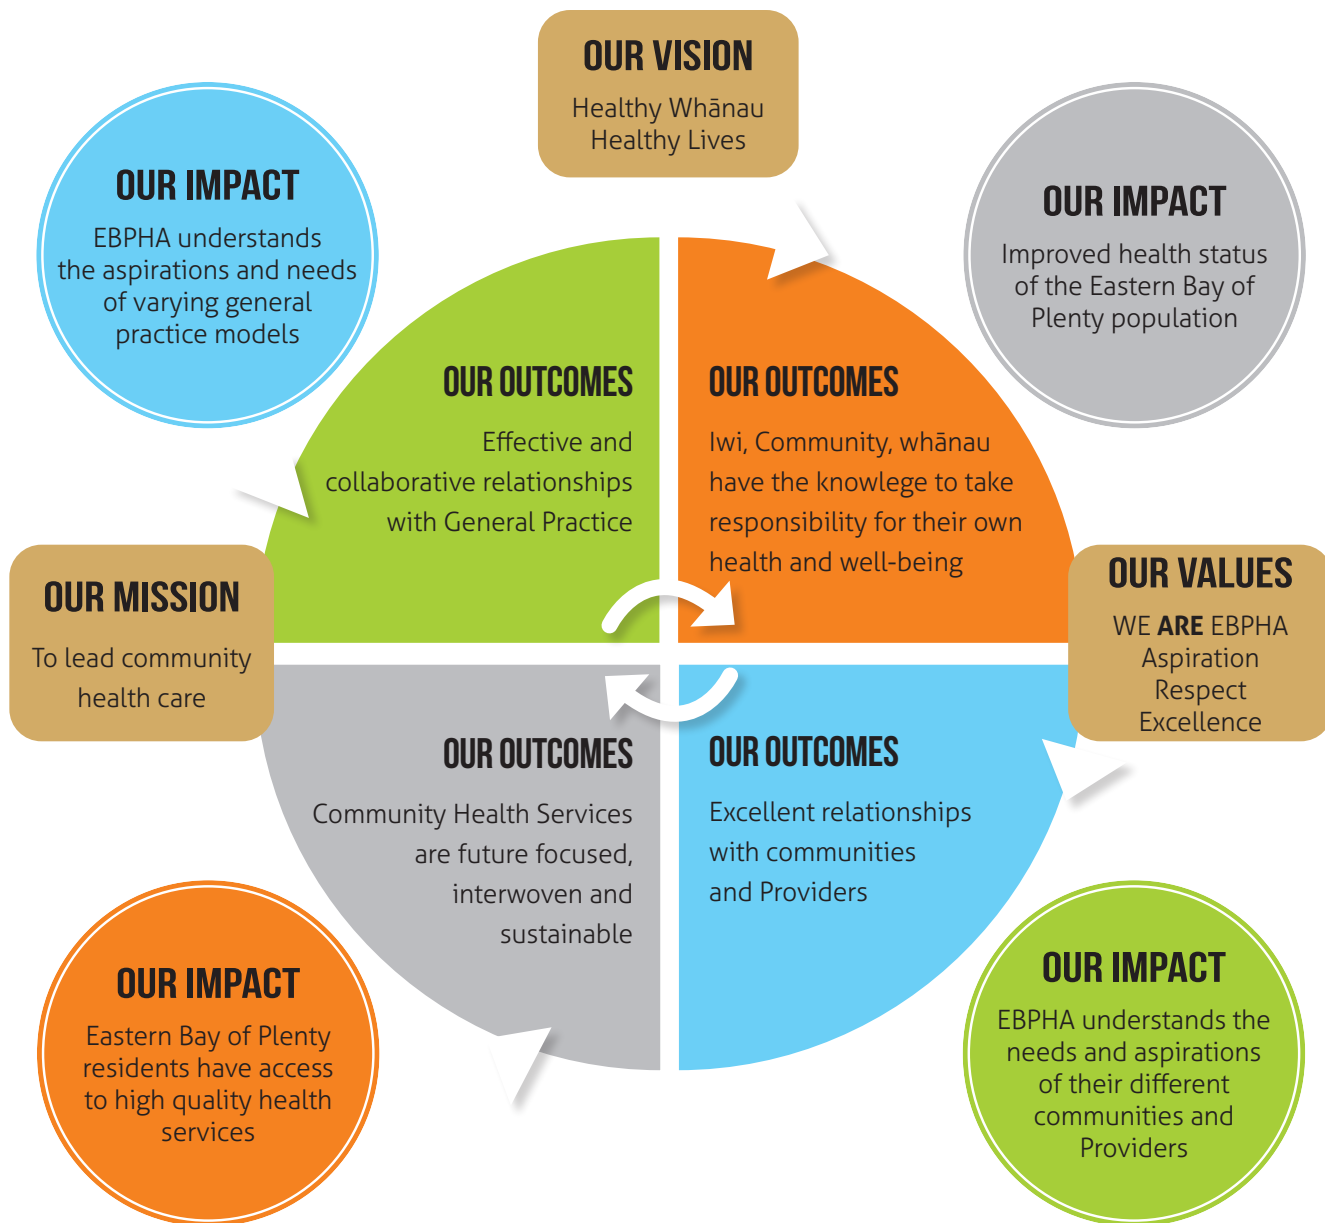 OUR VISION
Healthy Whānau
Healthy Lives
OUR IMPACT
EBPHA understands
the aspirations and needs
of varying general
practice models
OUR IMPACT
Improved health status
of the Eastern Bay of
Plenty population
OUR OUTCOMES
Effective and
collaborative relationships
with General Practice
OUR OUTCOMES
Iwi, Community, whānau
have the knowlege to take
responsibility for their own
health and well-being
OUR MISSION
To lead community
health care
OUR VALUES
WE ARE EBPHA
Aspiration
Respect
Excellence
OUR OUTCOMES
Community Health Services
are future focused,
interwoven and
sustainable
OUR OUTCOMES
Excellent relationships
with communities
and Providers
OUR IMPACT
Eastern Bay of Plenty
residents have access
to high quality health
services
OUR IMPACT
EBPHA understands the
needs and aspirations
of their different
communities and
Providers